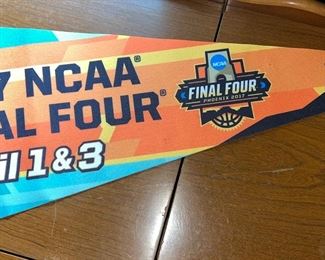 7 NCAA®
AL FOUR®
il 1 & 3
NCAA
FINAL FOUR
PHOENIX 2017